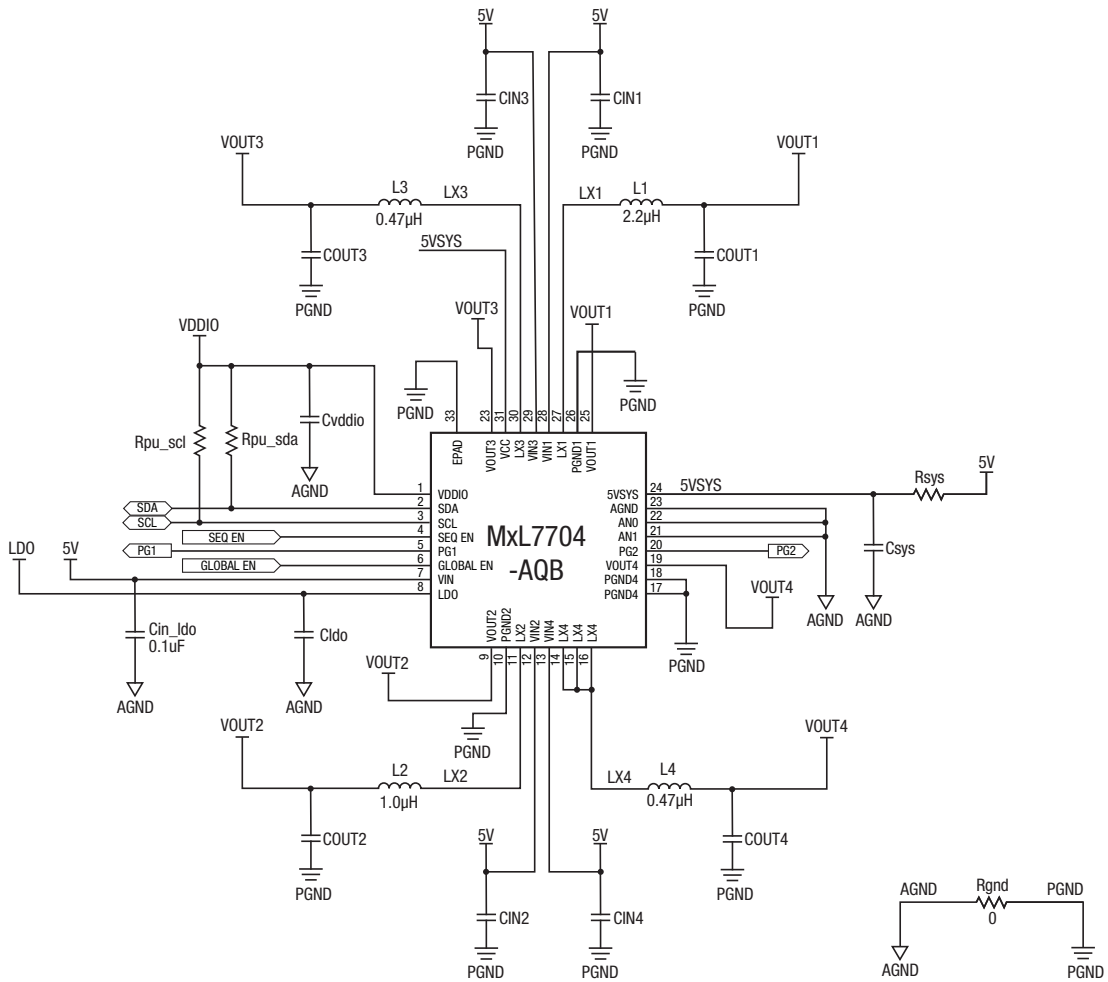 5V
5V
CIN3
CIN1
PGND
PGND
VOUT3
VOUT1
L3
LX3
LX1
L1
0.47µH
2.2µH
5VSYS
COUT3
COUT1
PGND
PGND
VOUT3
VOUT1
VDDIO
PGND
PGND
Rpu_scl
Rpu_sda
Cvddio
AGND
33
23
31
30
29
28
27
26
25
EPAD
VOUT3
VCC
LX3
VIN3
VIN1
LX1
PGND1
VOUT1
Rsys
5V
1 VDDIO
SDA 2 SDA
SCL 3 SCL
SEQ EN 4 SEQ EN
PG1 5 PG1
GLOBAL EN 6 GLOBAL EN
7 VIN
8 LDO
LDO
5V
MxL7704
-AQB
5VSYS 24 5VSYS
AGND 23
AN0 22
AN1 21
PG2 20 PG2
VOUT4 19
PGND4 18
PGND4 17
Csys
VOUT4
AGND
AGND
PGND
Cin_ldo
0.1uF
Cldo
AGND
AGND
VOUT2
PGND2
LX2
VIN2
VIN4
LX4
LX4
LX4
9
10
11
12
13
14
15
16
VOUT2
PGND
VOUT2
VOUT4
L2
LX2
LX4
L4
1.0µH
0.47µH
COUT2
COUT4
5V
5V
PGND
PGND
CIN2
CIN4
PGND
PGND
AGND
Rgnd
PGND
0
AGND
PGND